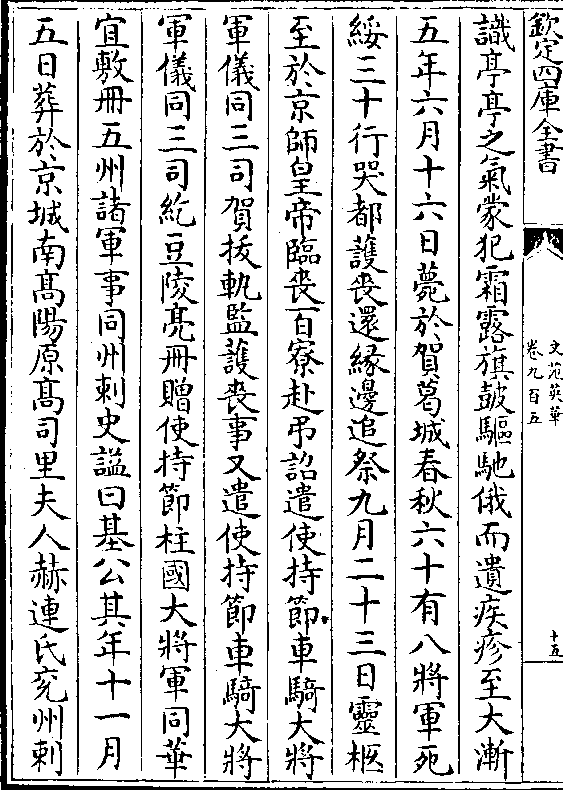 欽定四庫全書
文苑英華
卷九百五
十五
識亭亭之氣蒙犯霜露旗鼓驅馳俄而遺疾疹至大漸
五年六月十六日薨於賀葛城春秋六十有八將軍死
綏三十行哭都䕶喪還緣邊追祭九月二十三日靈柩
至於京師皇帝臨喪百寮赴弔詔遣使持節車騎大將
軍儀同三司賀拔軌監䕶喪事又遣使持節車騎大將
軍儀同三司紇豆陵亮冊贈使持節柱國大將軍同華
宜敷冊五州諸軍事同州刺史諡曰基公其年十一月
五日葬於京城南髙陽原髙司里夫人赫連氏兖州刺